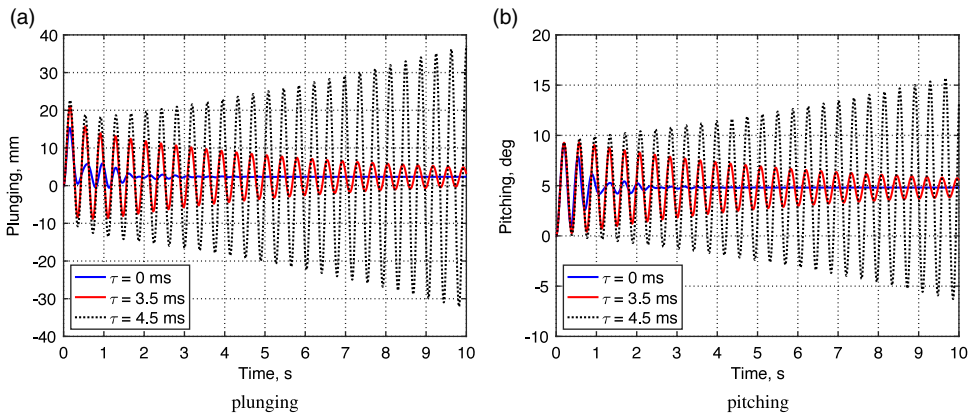 (a)
40
30
20
10
0
-10
-20
-30
-40
Plunging, mm
τ = 0 ms
τ = 3.5 ms
τ = 4.5 ms
0 1 2 3 4 5 6 7 8 9 10
Time, s
plunging
(b)
20
15
10
5
0
-5
-10
Pitching, deg
τ = 0 ms
τ = 3.5 ms
τ = 4.5 ms
0 1 2 3 4 5 6 7 8 9 10
Time, s
pitching